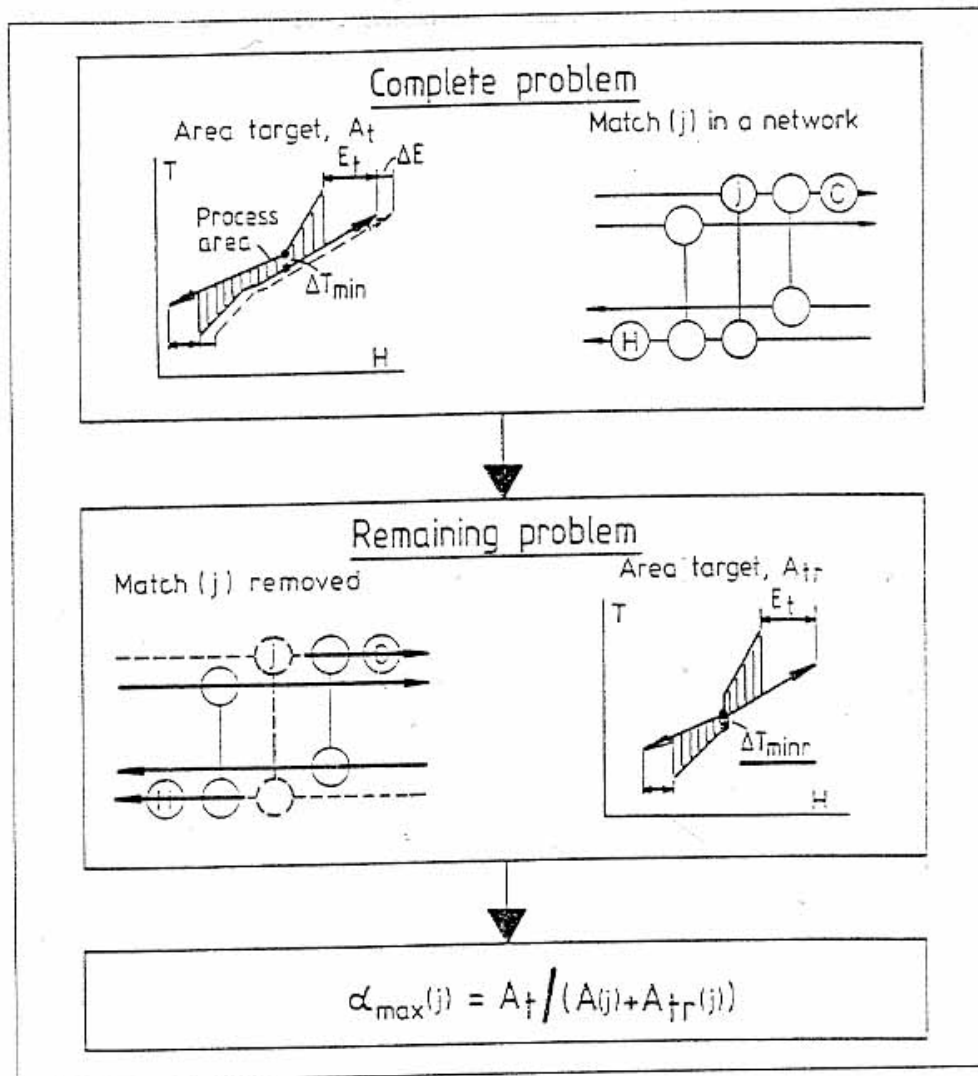 Complete problem
Area target, At
Match (j) in a network
T
Et
ΔE
Process
area
ΔTmin
H
j
C
H
Remaining problem
Match (j) removed
Area target, Atr
T
Et
ΔTminr
H
j
C
H
αmax(j) = At/(A(j)+Atr(j))